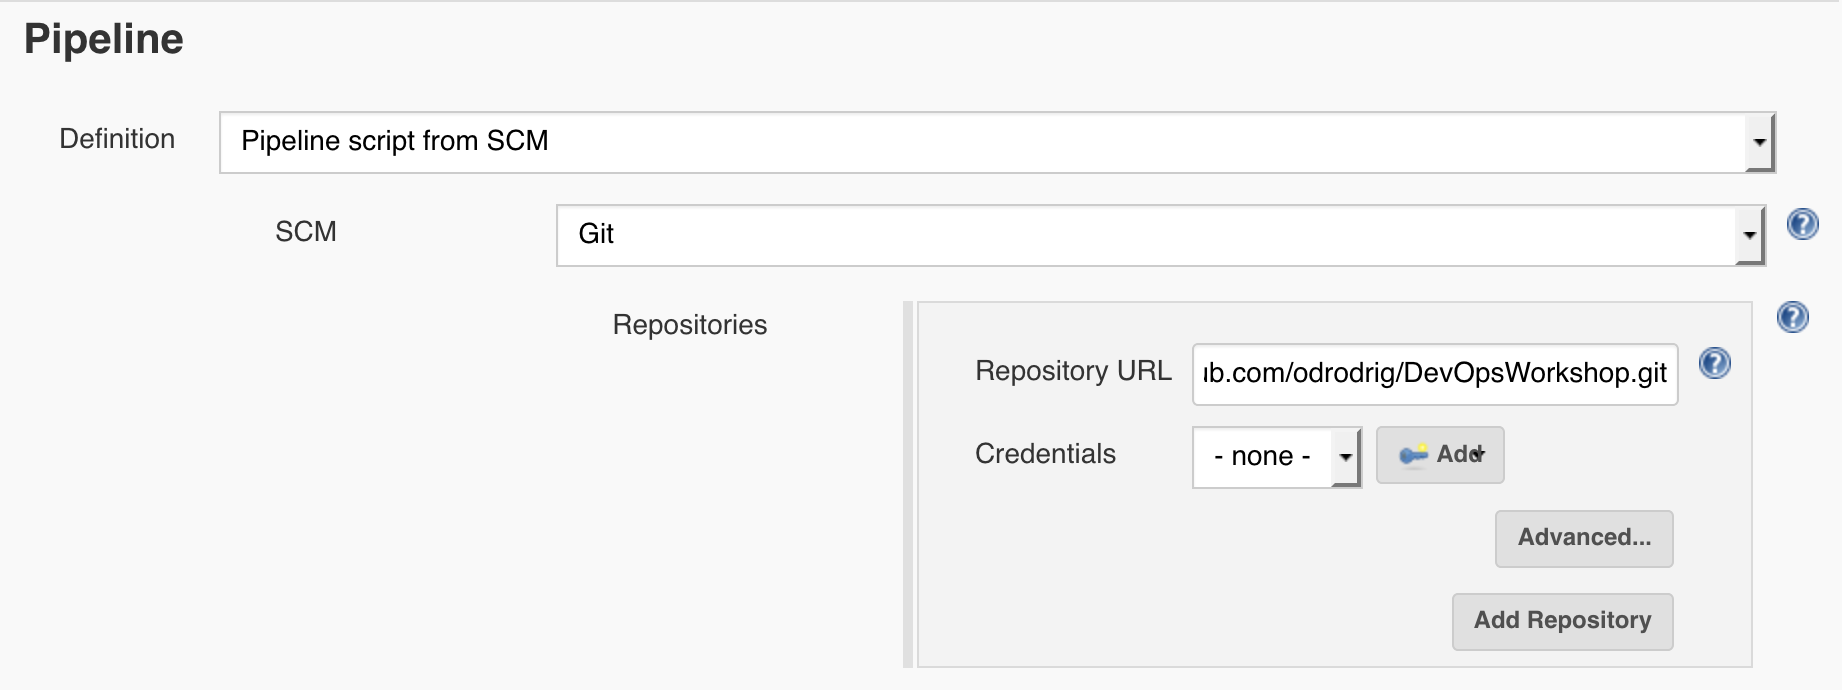 Pipeline
Definition
Pipeline script from SCM
SCM
Git
Repositories
Repository URL
b.com/odrodrig/DevOpsWorkshop.git
Credentials
- none -
Add
Advanced...
Add Repository